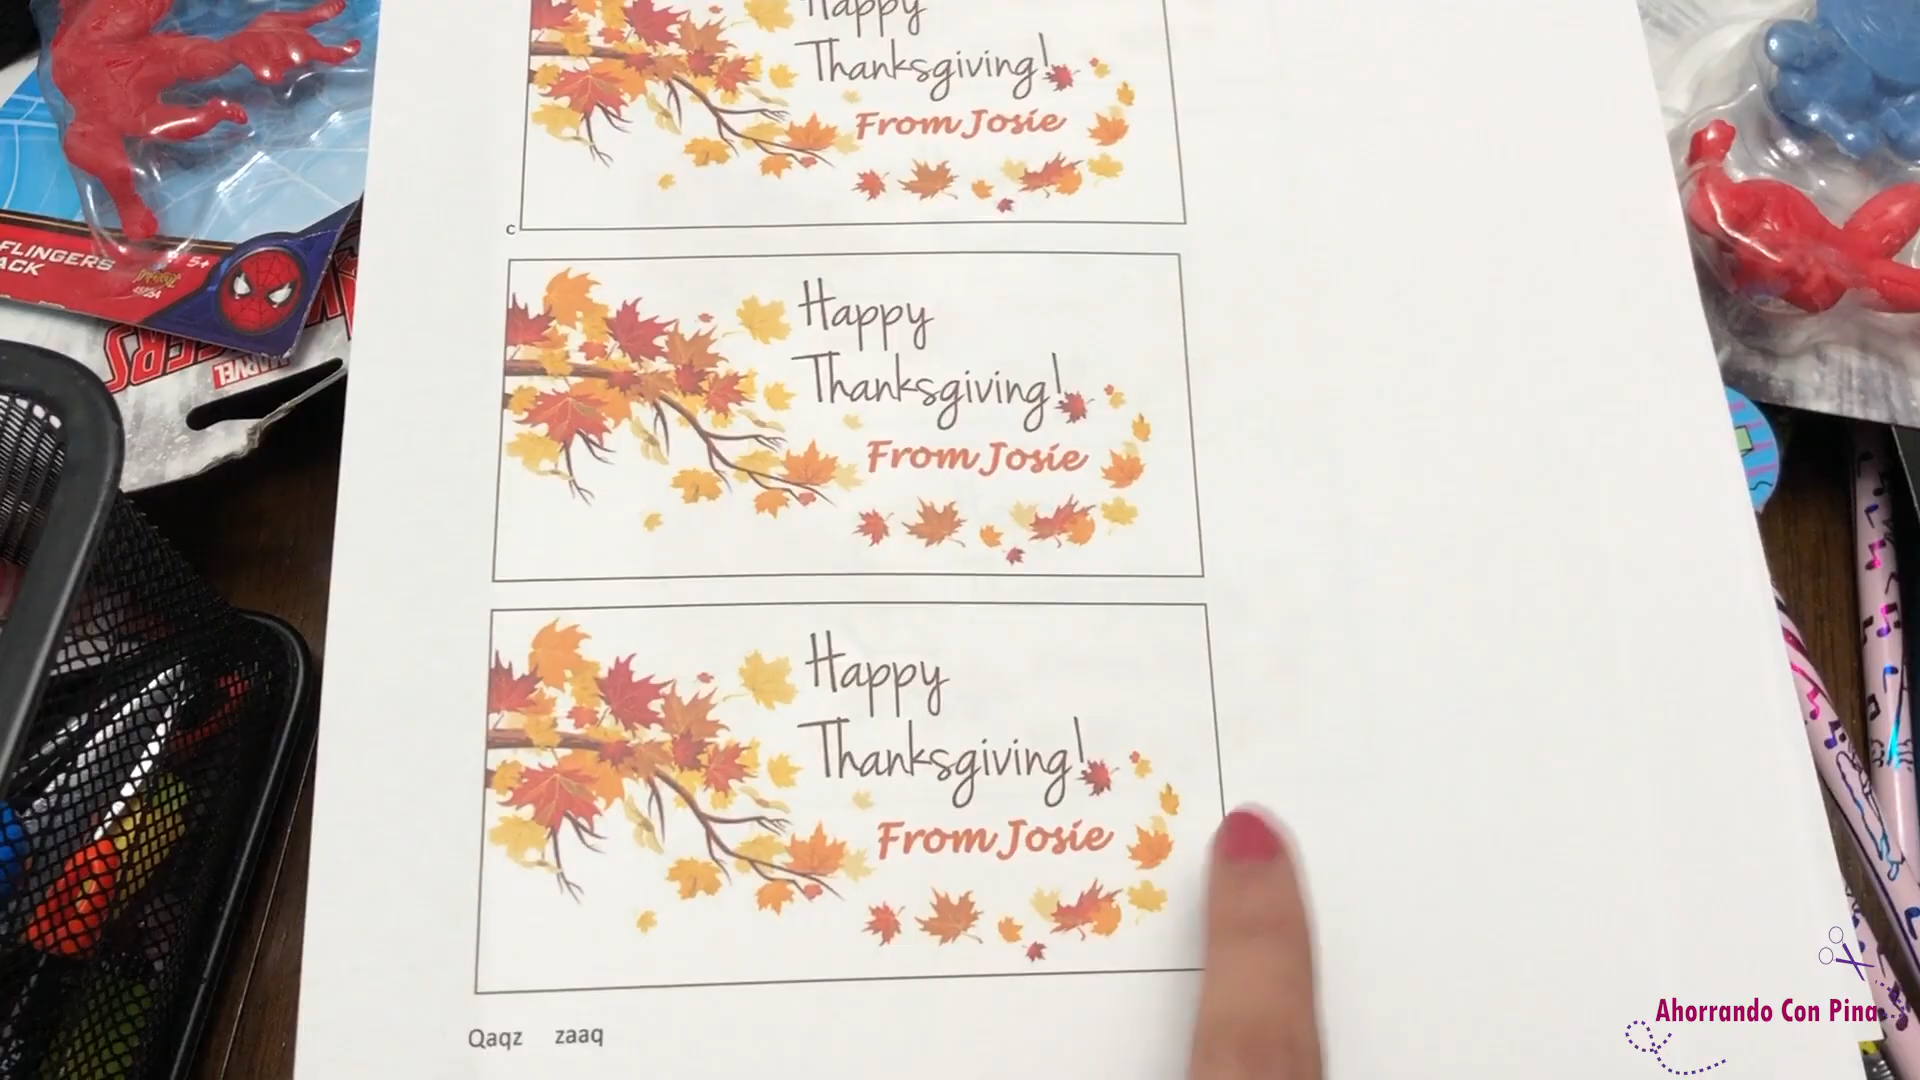 Happy
Thanksgiving!
From Josie
c
Happy
Thanksgiving!
From Josie
Happy
Thanksgiving!
From Josie
Qaqz zaaq
FLINGERS
ACK
5+
MARVEL
Ahorrando Con Pina